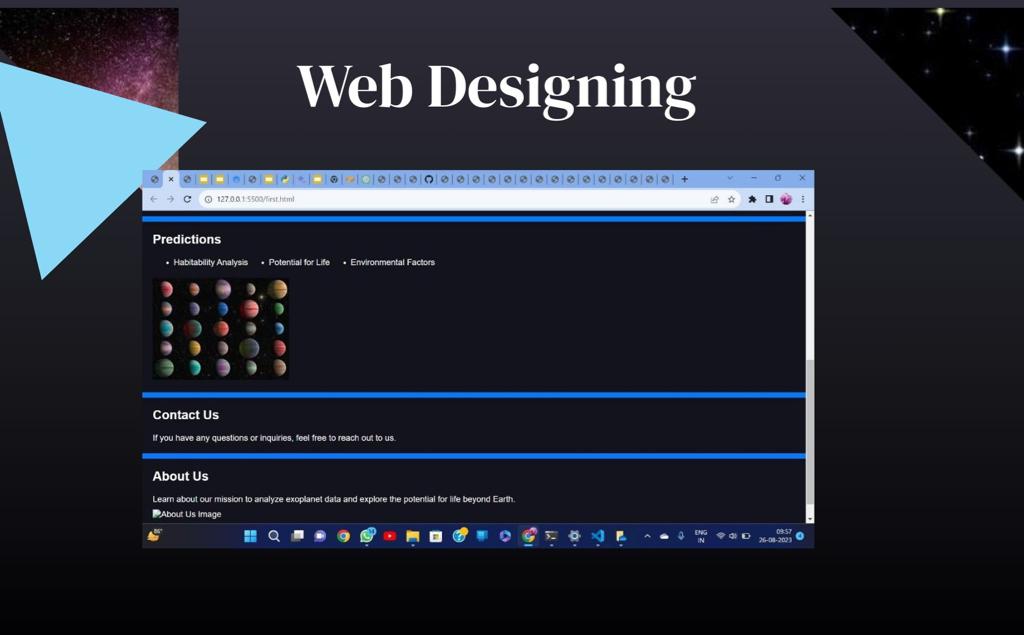 Web Designing
127.0.0.1:5500/first.html
Predictions
• Habitability Analysis • Potential for Life • Environmental Factors
Contact Us
If you have any questions or inquiries, feel free to reach out to us.
About Us
Learn about our mission to analyze exoplanet data and explore the potential for life beyond Earth.
About Us Image
86°
ENG
IN
09:57
26-08-2023